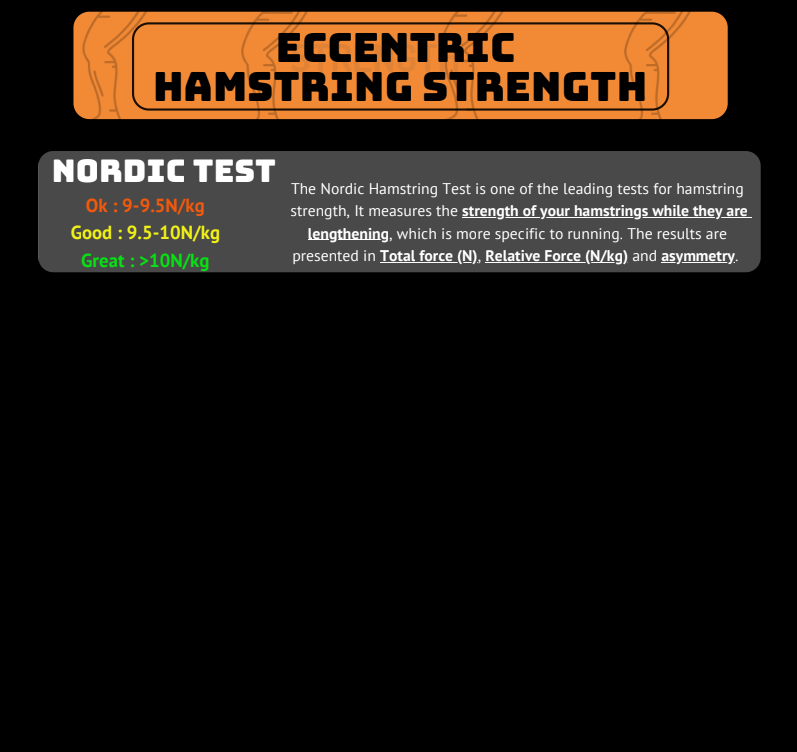 ECCENTRIC
HAMSTRING STRENGTH
NORDIC TEST
Ok : 9-9.5N/kg
Good : 9.5-10N/kg
Great : >10N/kg
The Nordic Hamstring Test is one of the leading tests for hamstring
strength, It measures the strength of your hamstrings while they are
lengthening, which is more specific to running. The results are
presented in Total force (N), Relative Force (N/kg) and asymmetry.